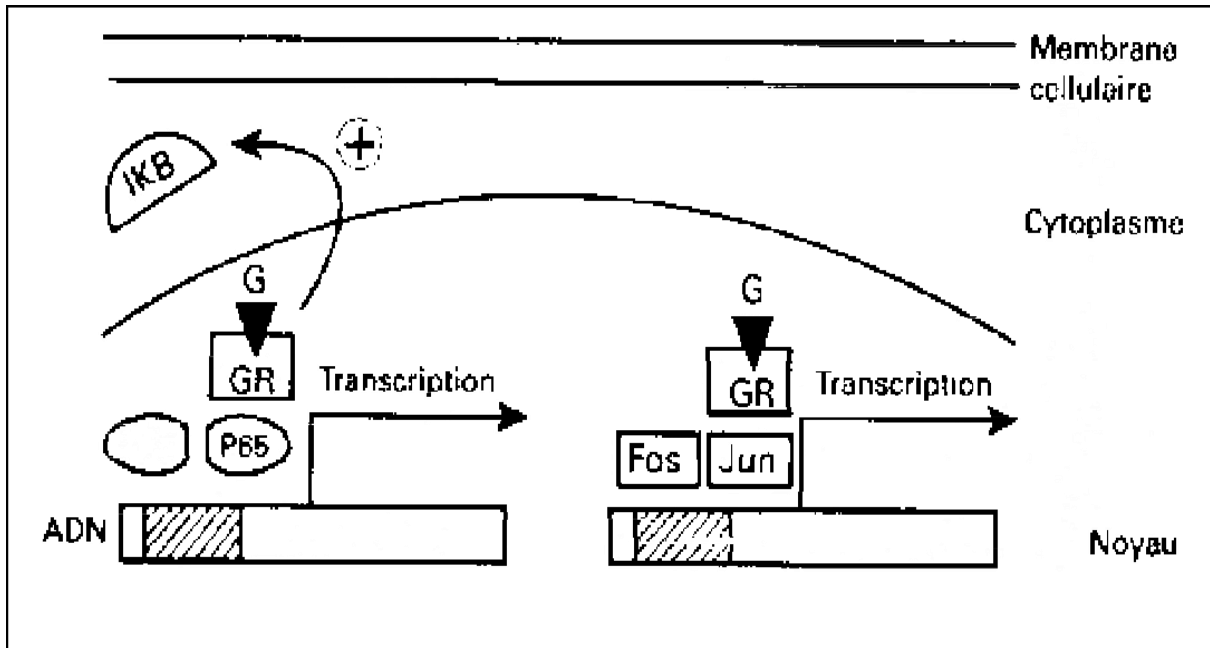 Membrane
cellulaire
+
IKB
Cytoplasme
G
G
GR
Transcription
GR
Transcription
P65
Fos
Jun
ADN
Noyau